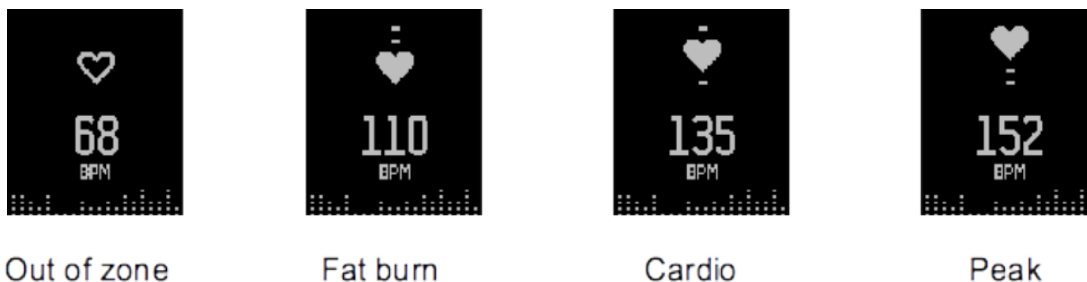 68
BPM
110
BPM
135
BPM
152
BPM
Out of zone
Fat burn
Cardio
Peak